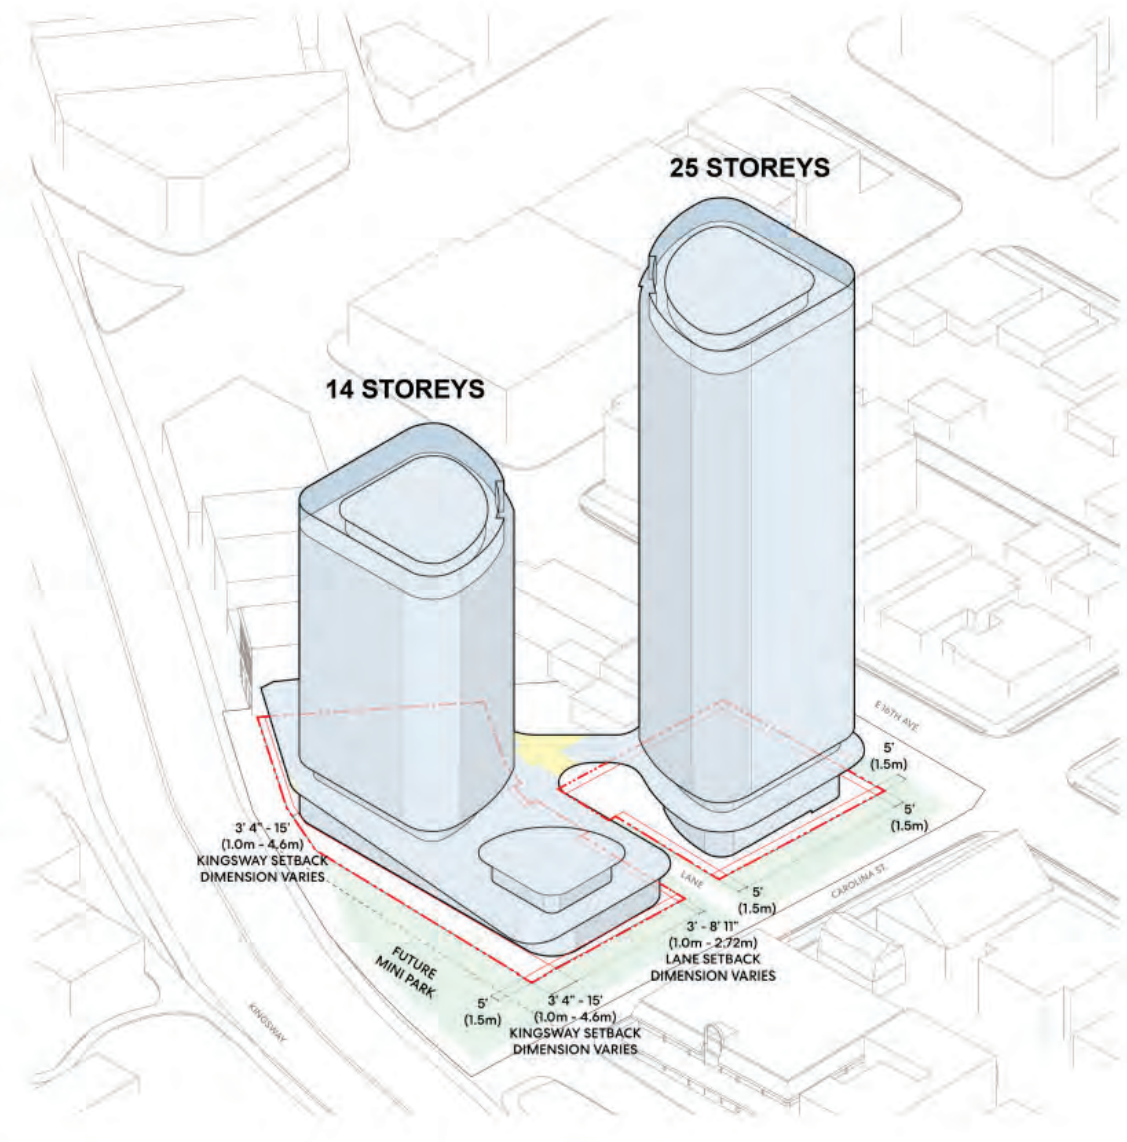 25 STOREYS
14 STOREYS
E 16TH AVE
5'
(1.5m)
5'
(1.5m)
3' 4" - 15'
(1.0m - 4.6m)
KINGSWAY SETBACK
DIMENSION VARIES
LANE
CAROLINA ST.
5'
(1.5m)
3' - 8' 11"
(1.0m - 2.72m)
LANE SETBACK
DIMENSION VARIES
FUTURE
MINI PARK
5'
(1.5m)
3' 4" - 15'
(1.0m - 4.6m)
KINGSWAY SETBACK
DIMENSION VARIES
KINGSWAY